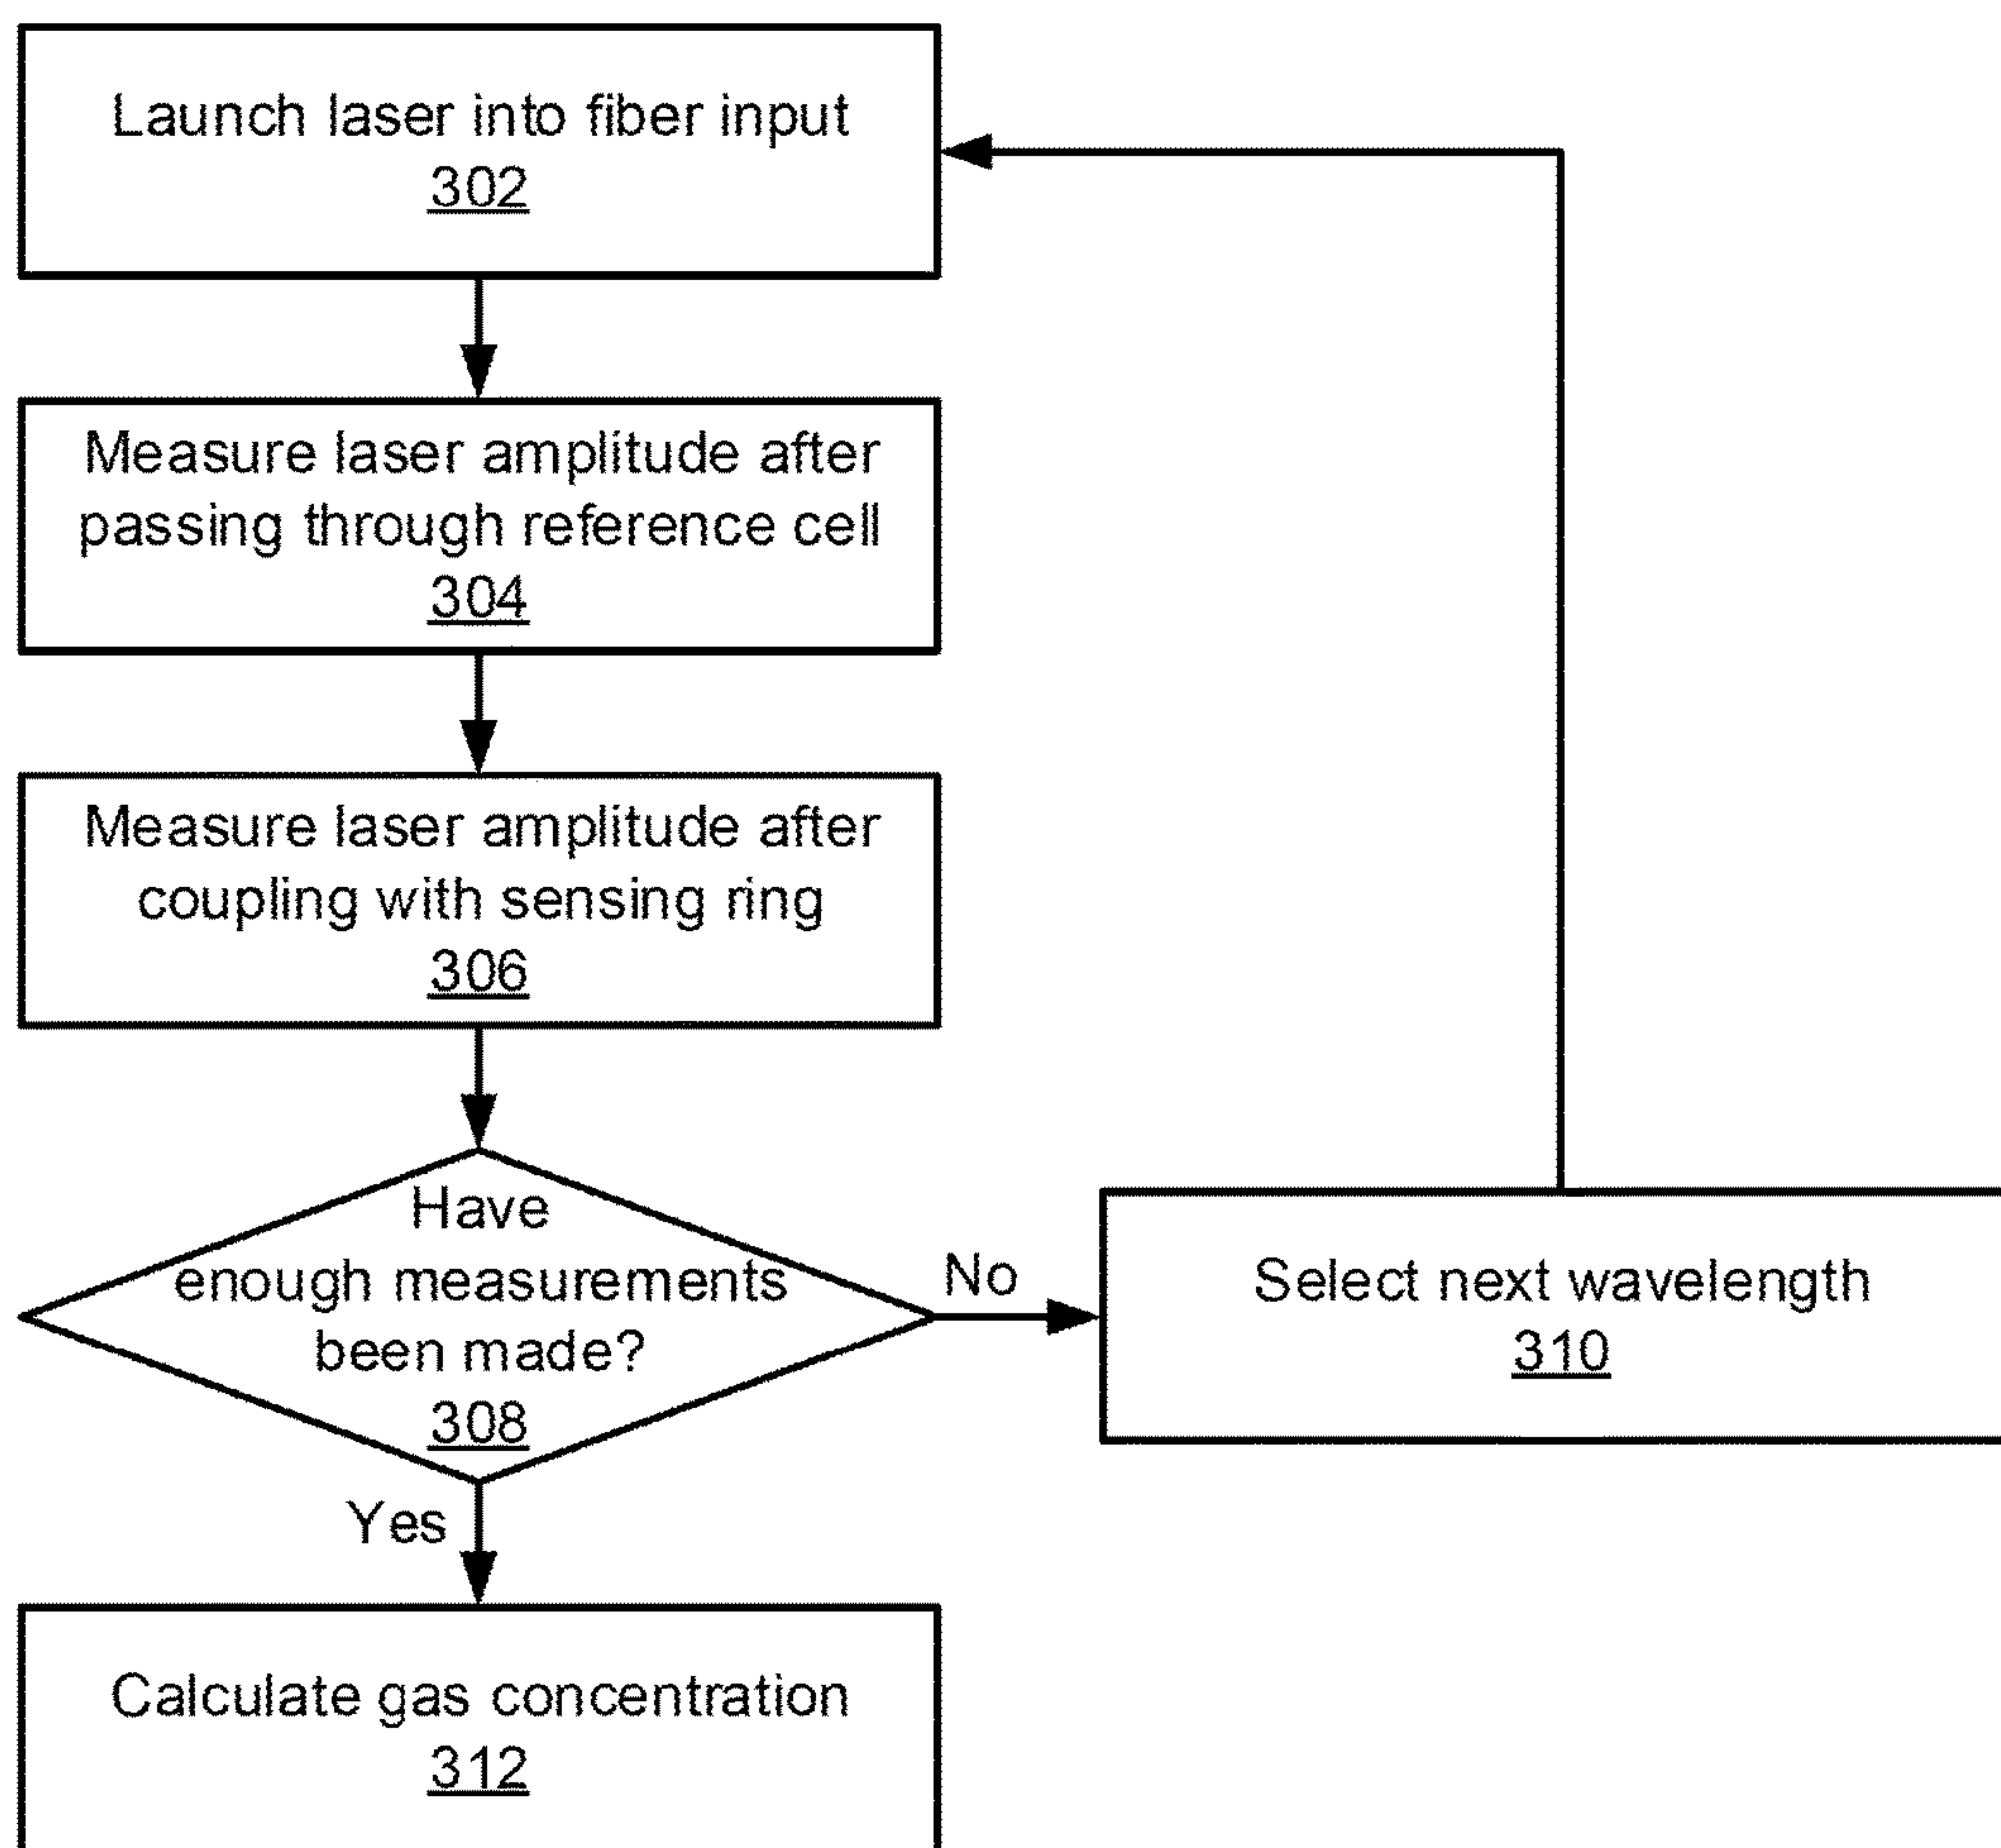 Launch laser into fiber input
302
Measure laser amplitude after
passing through reference cell
304
Measure laser amplitude after
coupling with sensing ring
306
Have
enough measurements
been made?
308
No
Select next wavelength
310
Yes
Calculate gas concentration
312